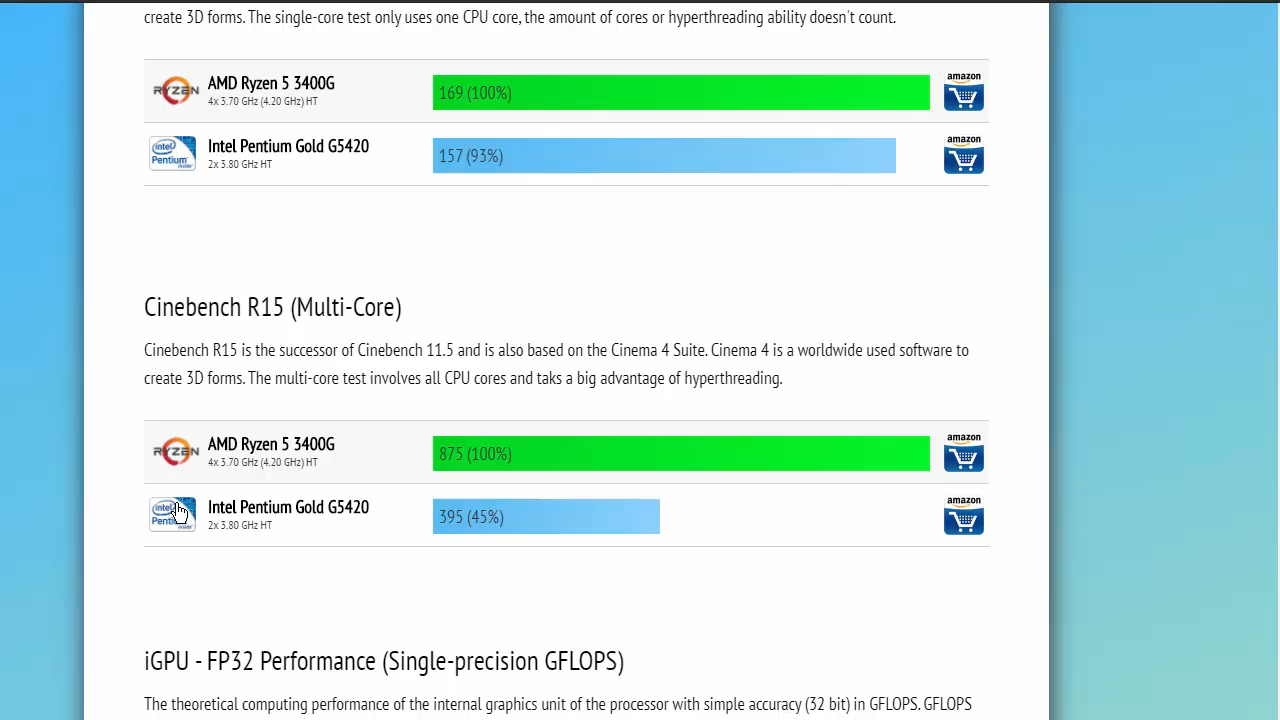 create 3D forms. The single-core test only uses one CPU core, the amount of cores or hyperthreading ability doesn't count.
RYZEN
AMD Ryzen 5 3400G
4x 3.70 GHz (4.20 GHz) HT
169 (100%)
amazon
intel Pentium inside
Intel Pentium Gold G5420
2x 3.80 GHz HT
157 (93%)
amazon
Cinebench R15 (Multi-Core)
Cinebench R15 is the successor of Cinebench 11.5 and is also based on the Cinema 4 Suite. Cinema 4 is a worldwide used software to
create 3D forms. The multi-core test involves all CPU cores and taks a big advantage of hyperthreading.
RYZEN
AMD Ryzen 5 3400G
4x 3.70 GHz (4.20 GHz) HT
875 (100%)
amazon
intel
Intel Pentium Gold G5420
2x 3.80 GHz HT
395 (45%)
amazon
iGPU - FP32 Performance (Single-precision GFLOPS)
The theoretical computing performance of the internal graphics unit of the processor with simple accuracy (32 bit) in GFLOPS. GFLOPS